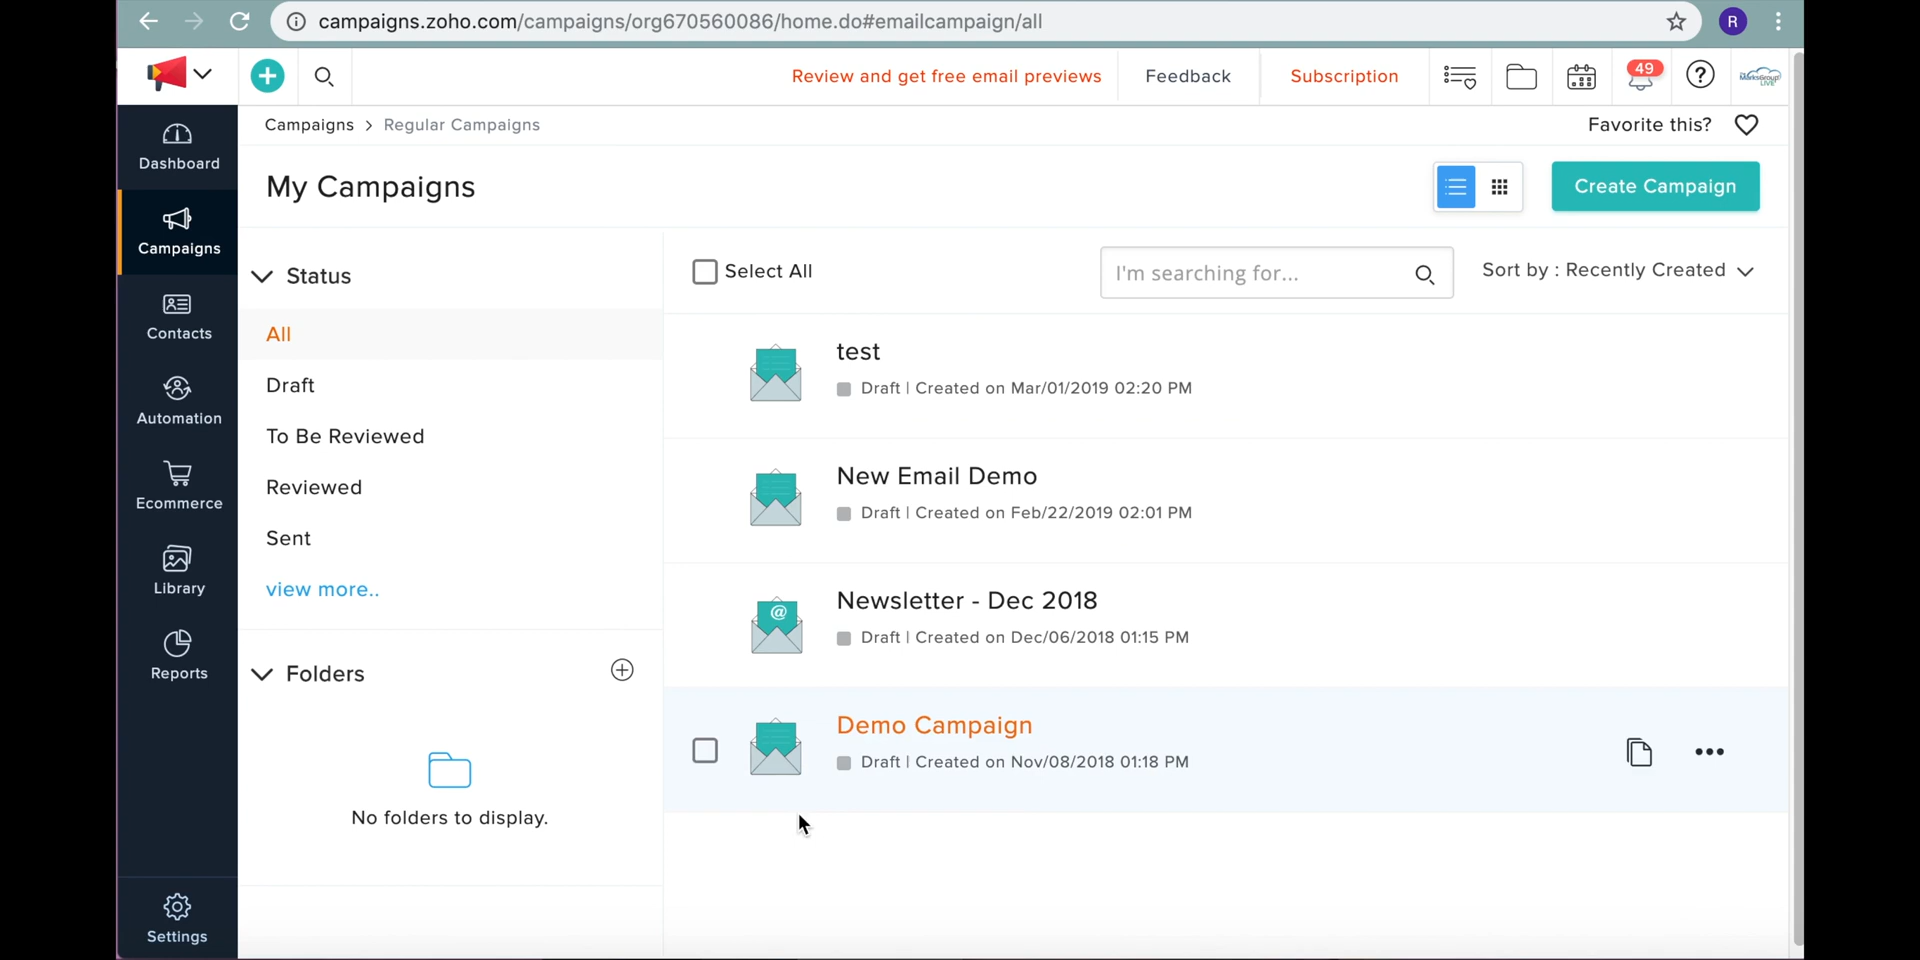 campaigns.zoho.com/campaigns/org670560086/home.do#emailcampaign/all
R
Review and get free email previews
Feedback
Subscription
49
MarksGroup
LIVE!
Campaigns > Regular Campaigns
Favorite this?
Dashboard
My Campaigns
Create Campaign
Campaigns
Status
Select All
I'm searching for...
Sort by : Recently Created
Contacts
All
test
Draft | Created on Mar/01/2019 02:20 PM
Draft
Automation
To Be Reviewed
New Email Demo
Draft | Created on Feb/22/2019 02:01 PM
Reviewed
Ecommerce
Sent
Library
view more..
Newsletter - Dec 2018
@
Draft | Created on Dec/06/2018 01:15 PM
Reports
Folders
Demo Campaign
Draft | Created on Nov/08/2018 01:18 PM
No folders to display.
Settings